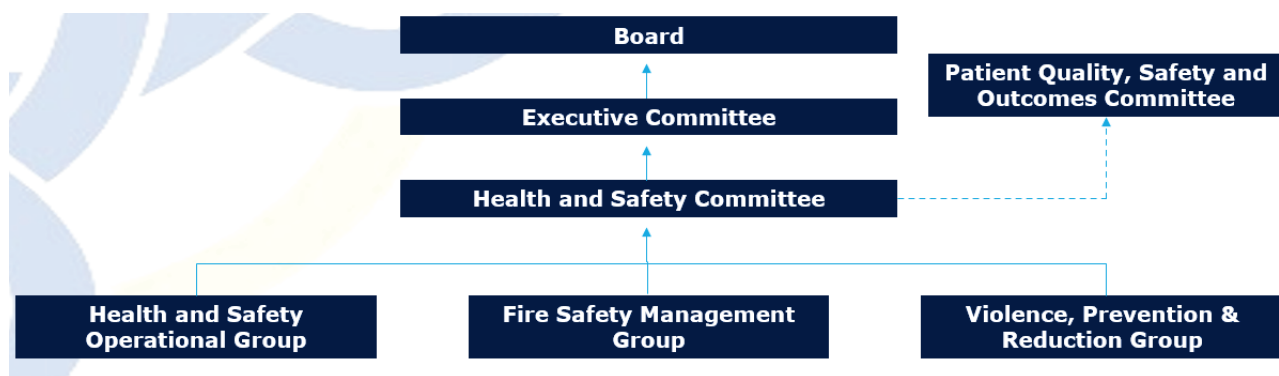 Board
Patient Quality, Safety and
Outcomes Committee
Executive Committee
Health and Safety Committee
Health and Safety
Operational Group
Fire Safety Management
Group
Violence, Prevention &
Reduction Group